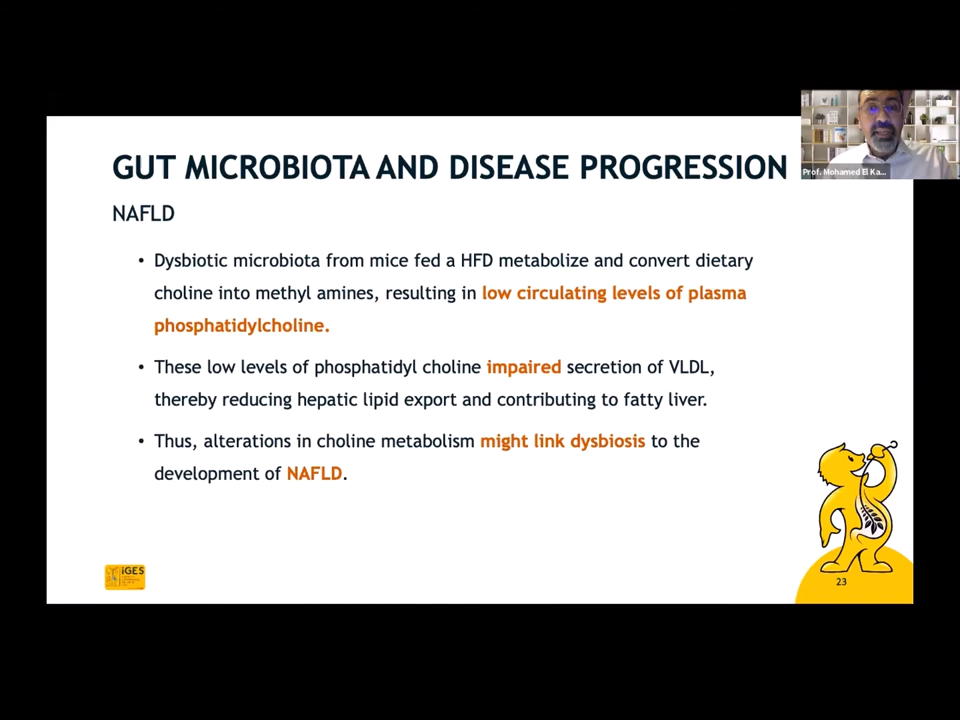 Prof. Mohamed El Ka...
GUT MICROBIOTA AND DISEASE PROGRESSION
NAFLD
• Dysbiotic microbiota from mice fed a HFD metabolize and convert dietary
choline into methyl amines, resulting in low circulating levels of plasma
phosphatidylcholine.
• These low levels of phosphatidyl choline impaired secretion of VLDL,
thereby reducing hepatic lipid export and contributing to fatty liver.
• Thus, alterations in choline metabolism might link dysbiosis to the
development of NAFLD.
iGES
23